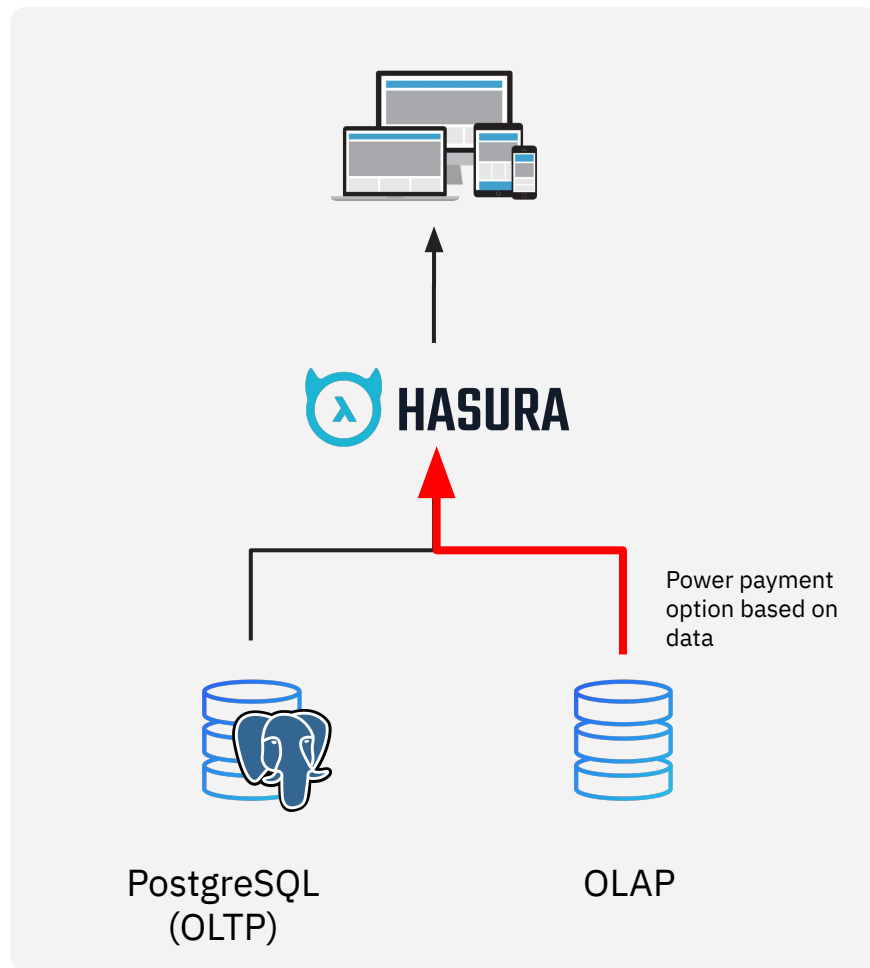 λ HASURA
Power payment
option based on
data
PostgreSQL
(OLTP)
OLAP